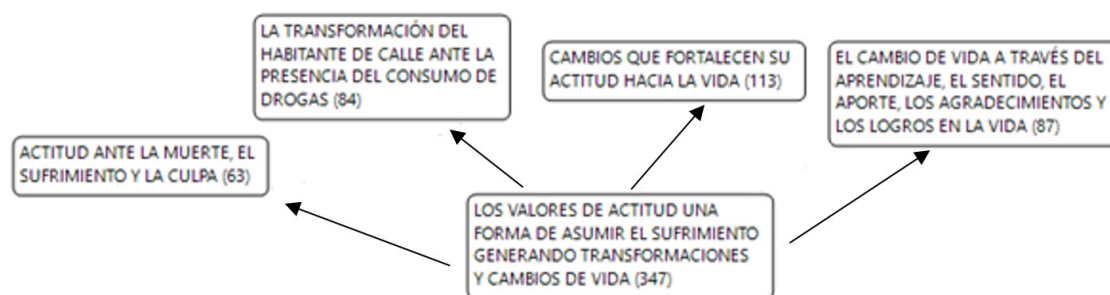 LA TRANSFORMACIÓN DEL
HABITANTE DE CALLE ANTE LA
PRESENCIA DEL CONSUMO DE
DROGAS (84)
CAMBIOS QUE FORTALECEN SU
ACTITUD HACIA LA VIDA (113)
EL CAMBIO DE VIDA A TRAVÉS DEL
APRENDIZAJE, EL SENTIDO, EL
APORTE, LOS AGRADECIMIENTOS Y
LOS LOGROS EN LA VIDA (87)
ACTITUD ANTE LA MUERTE, EL
SUFRIMIENTO Y LA CULPA (63)
LOS VALORES DE ACTITUD UNA
FORMA DE ASUMIR EL SUFRIMIENTO
GENERANDO TRANSFORMACIONES
Y CAMBIOS DE VIDA (347)